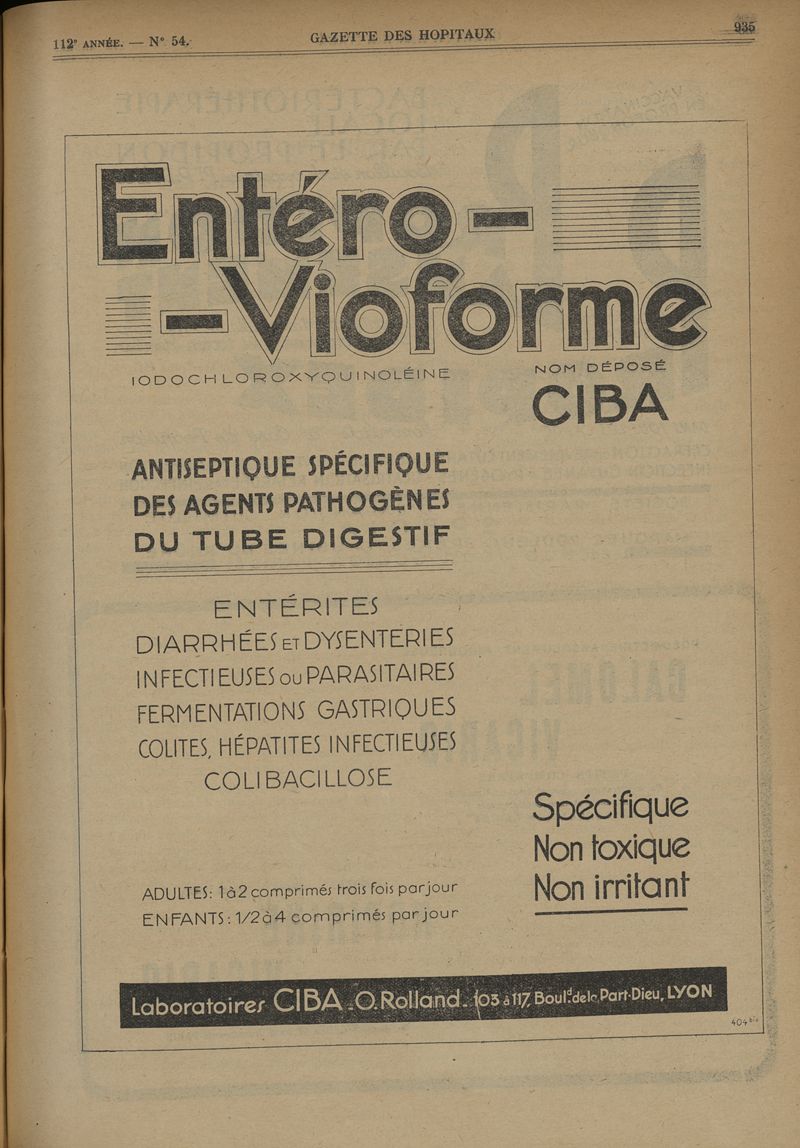 112e ANNÉE. — N° 54.
GAZETTE DES HOPITAUX
935
Entéro-
-Vioforme
IODOCHLOROXYQUINOLÉINE
NOM DÉPOSÉ
CIBA
ANTISEPTIQUE SPÉCIFIQUE
DES AGENTS PATHOGÈNES
DU TUBE DIGESTIF
ENTÉRITES
DIARRHÉES ET DYSENTERIES
INFECTIEUSES ou PARASITAIRES
FERMENTATIONS GASTRIQUES
COLITES, HÉPATITES INFECTIEUSES
COLIBACILLOSE
Spécifique
Non toxique
Non irritant
ADULTES: 1 à 2 comprimés trois fois par jour
ENFANTS: 1/2 à 4 comprimés par jour
Laboratoires CIBA.O.Rolland.103 à 117, Bould. de la Part-Dieu, LYON
404 bis